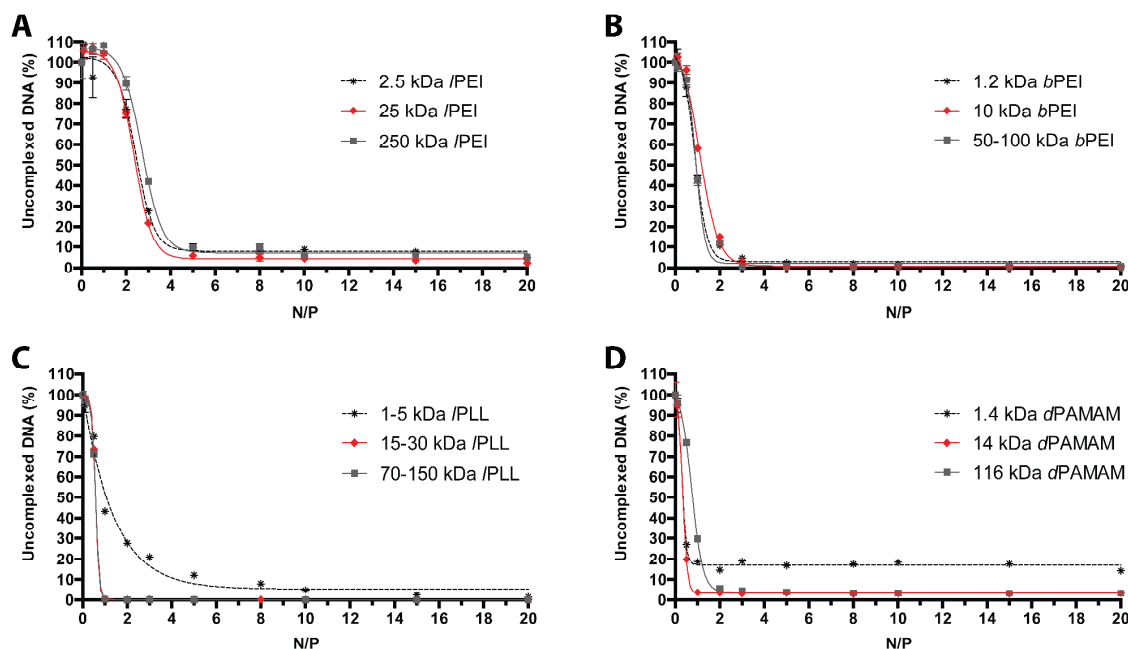 A
Uncomplexed DNA (%)
110
100
90
80
70
60
50
40
30
20
10
0
0 2 4 6 8 10 12 14 16 18 20
N/P
2.5 kDa lPEI
25 kDa lPEI
250 kDa lPEI
B
Uncomplexed DNA (%)
110
100
90
80
70
60
50
40
30
20
10
0
0 2 4 6 8 10 12 14 16 18 20
N/P
1.2 kDa bPEI
10 kDa bPEI
50-100 kDa bPEI
C
Uncomplexed DNA (%)
110
100
90
80
70
60
50
40
30
20
10
0
0 2 4 6 8 10 12 14 16 18 20
N/P
1-5 kDa lPLL
15-30 kDa lPLL
70-150 kDa lPLL
D
Uncomplexed DNA (%)
110
100
90
80
70
60
50
40
30
20
10
0
0 2 4 6 8 10 12 14 16 18 20
N/P
1.4 kDa dPAMAM
14 kDa dPAMAM
116 kDa dPAMAM